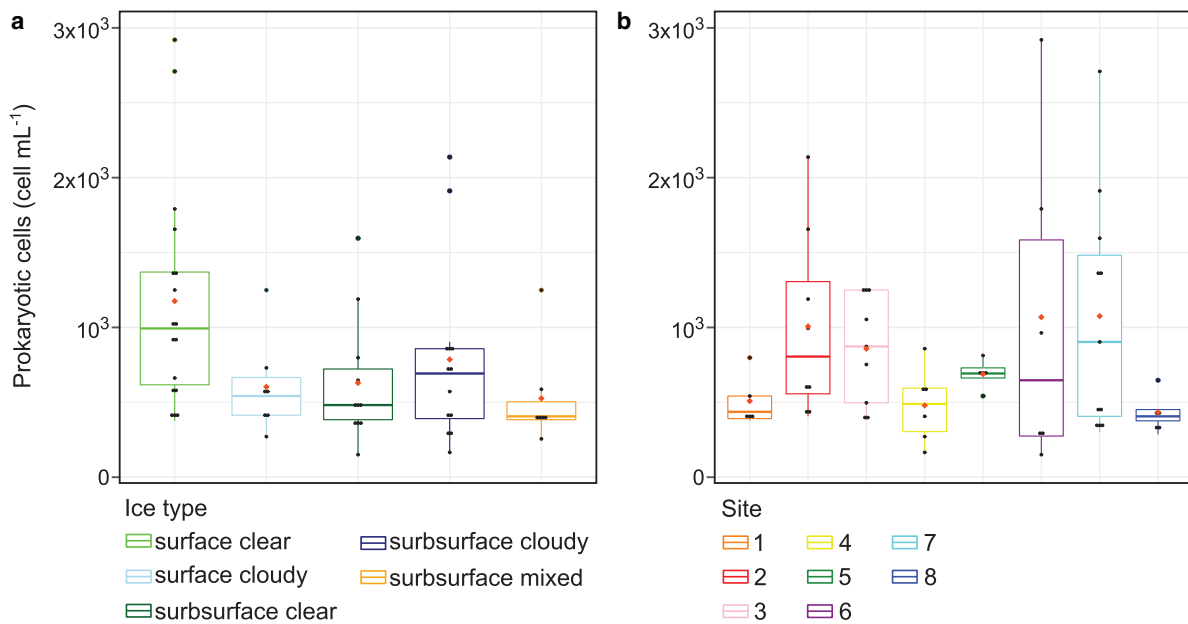 a
b
Prokaryotic cells (cell mL⁻¹)
3x10³
2x10³
10³
0
3x10³
2x10³
10³
0
Ice type
surface clear
surface cloudy
surbsurface clear
surbsurface cloudy
surbsurface mixed
Site
1
2
3
4
5
6
7
8